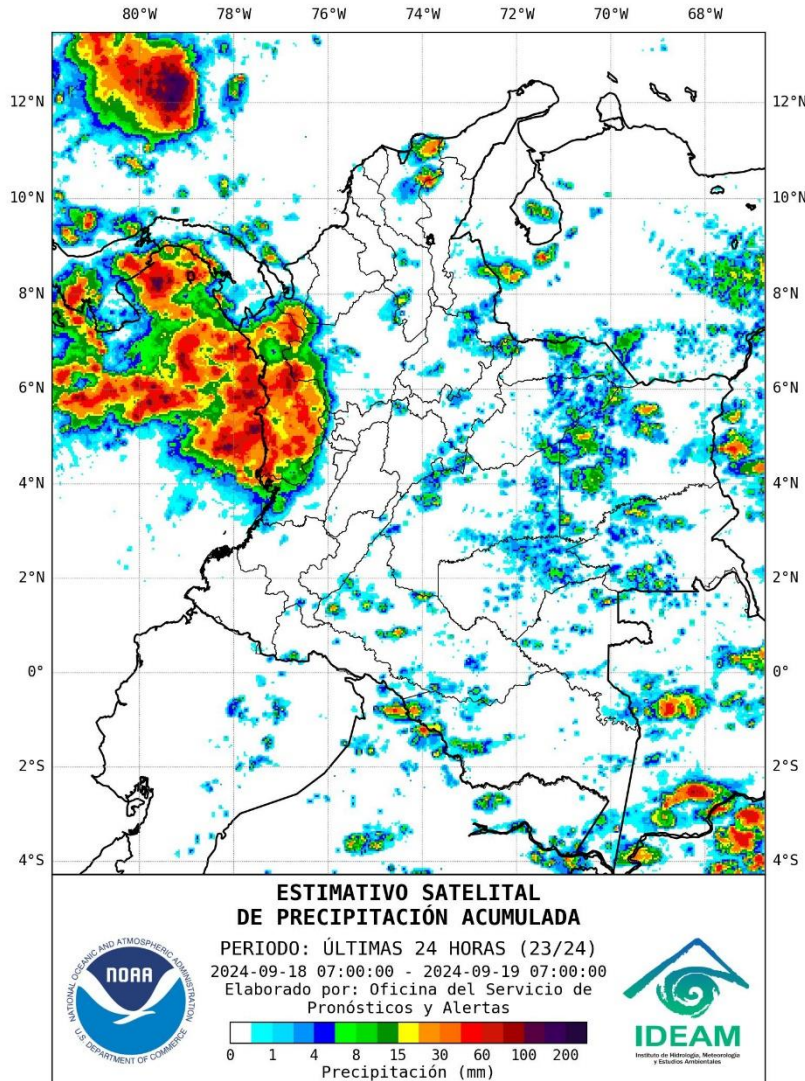 80°W 78°W 76°W 74°W 72°W 70°W 68°W
12°N 12°N
10°N 10°N
8°N 8°N
6°N 6°N
4°N 4°N
2°N 2°N
0° 0°
2°S 2°S
4°S 4°S
ESTIMATIVO SATELITAL
DE PRECIPITACIÓN ACUMULADA
PERIODO: ÚLTIMAS 24 HORAS (23/24)
2024-09-18 07:00:00 - 2024-09-19 07:00:00
Elaborado por: Oficina del Servicio de
Pronósticos y Alertas
0 1 4 8 15 30 60 100 200
Precipitación (mm)
NATIONAL OCEANIC AND ATMOSPHERIC ADMINISTRATION
NOAA
U.S. DEPARTMENT OF COMMERCE
IDEAM
Instituto de Hidrología, Meteorología
y Estudios Ambientales